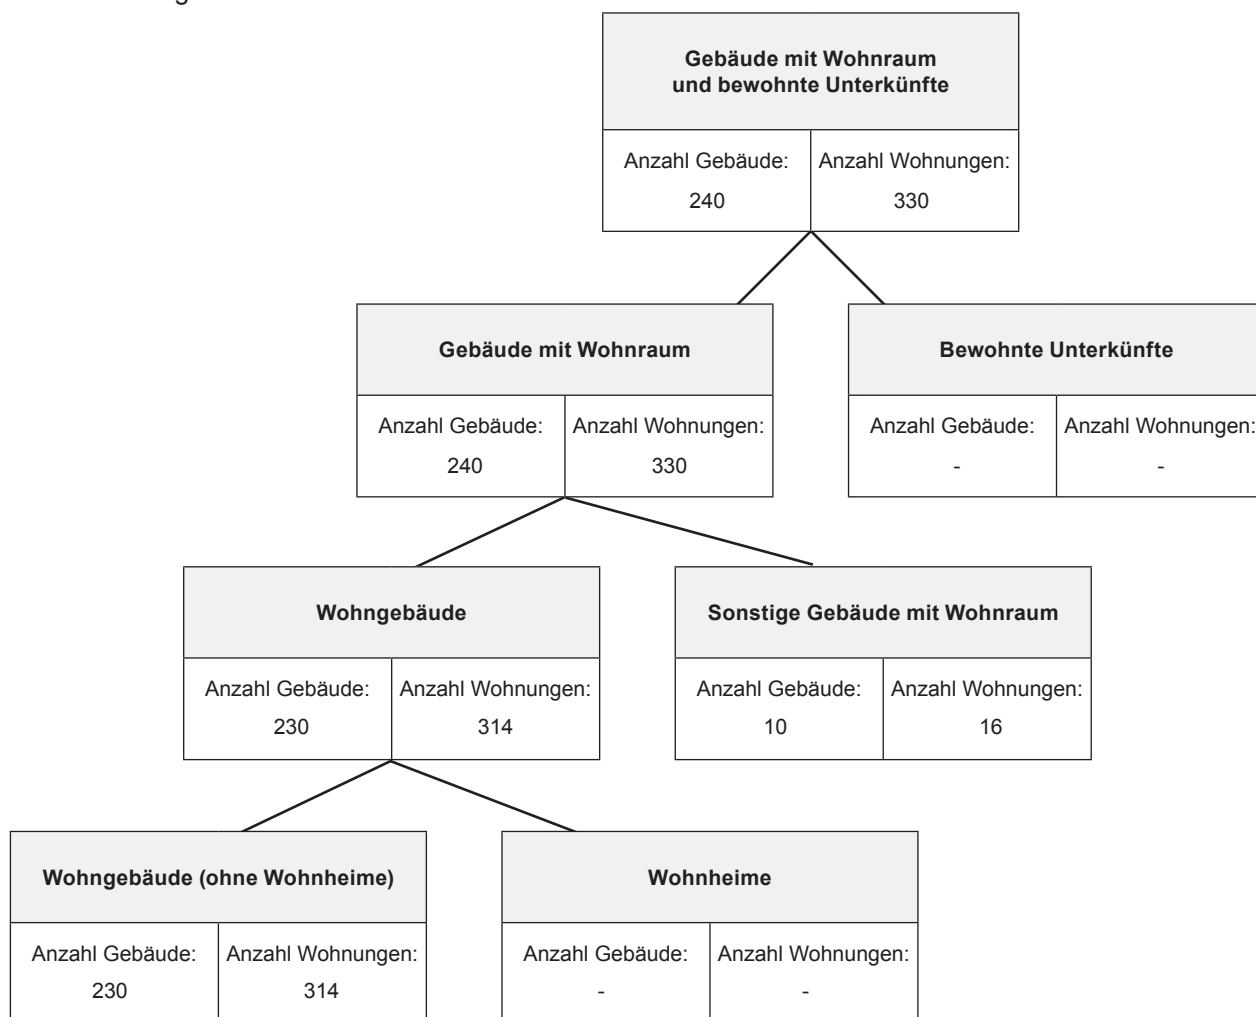 Gebäude mit Wohnraum
und bewohnte Unterkünfte
Anzahl Gebäude: Anzahl Wohnungen:
240 330
Gebäude mit Wohnraum
Bewohnte Unterkünfte
Anzahl Gebäude: Anzahl Wohnungen:
240 330
Anzahl Gebäude: Anzahl Wohnungen:
- -
Wohngebäude
Sonstige Gebäude mit Wohnraum
Anzahl Gebäude: Anzahl Wohnungen:
230 314
Anzahl Gebäude: Anzahl Wohnungen:
10 16
Wohngebäude (ohne Wohnheime)
Wohnheime
Anzahl Gebäude: Anzahl Wohnungen:
230 314
Anzahl Gebäude: Anzahl Wohnungen:
- -